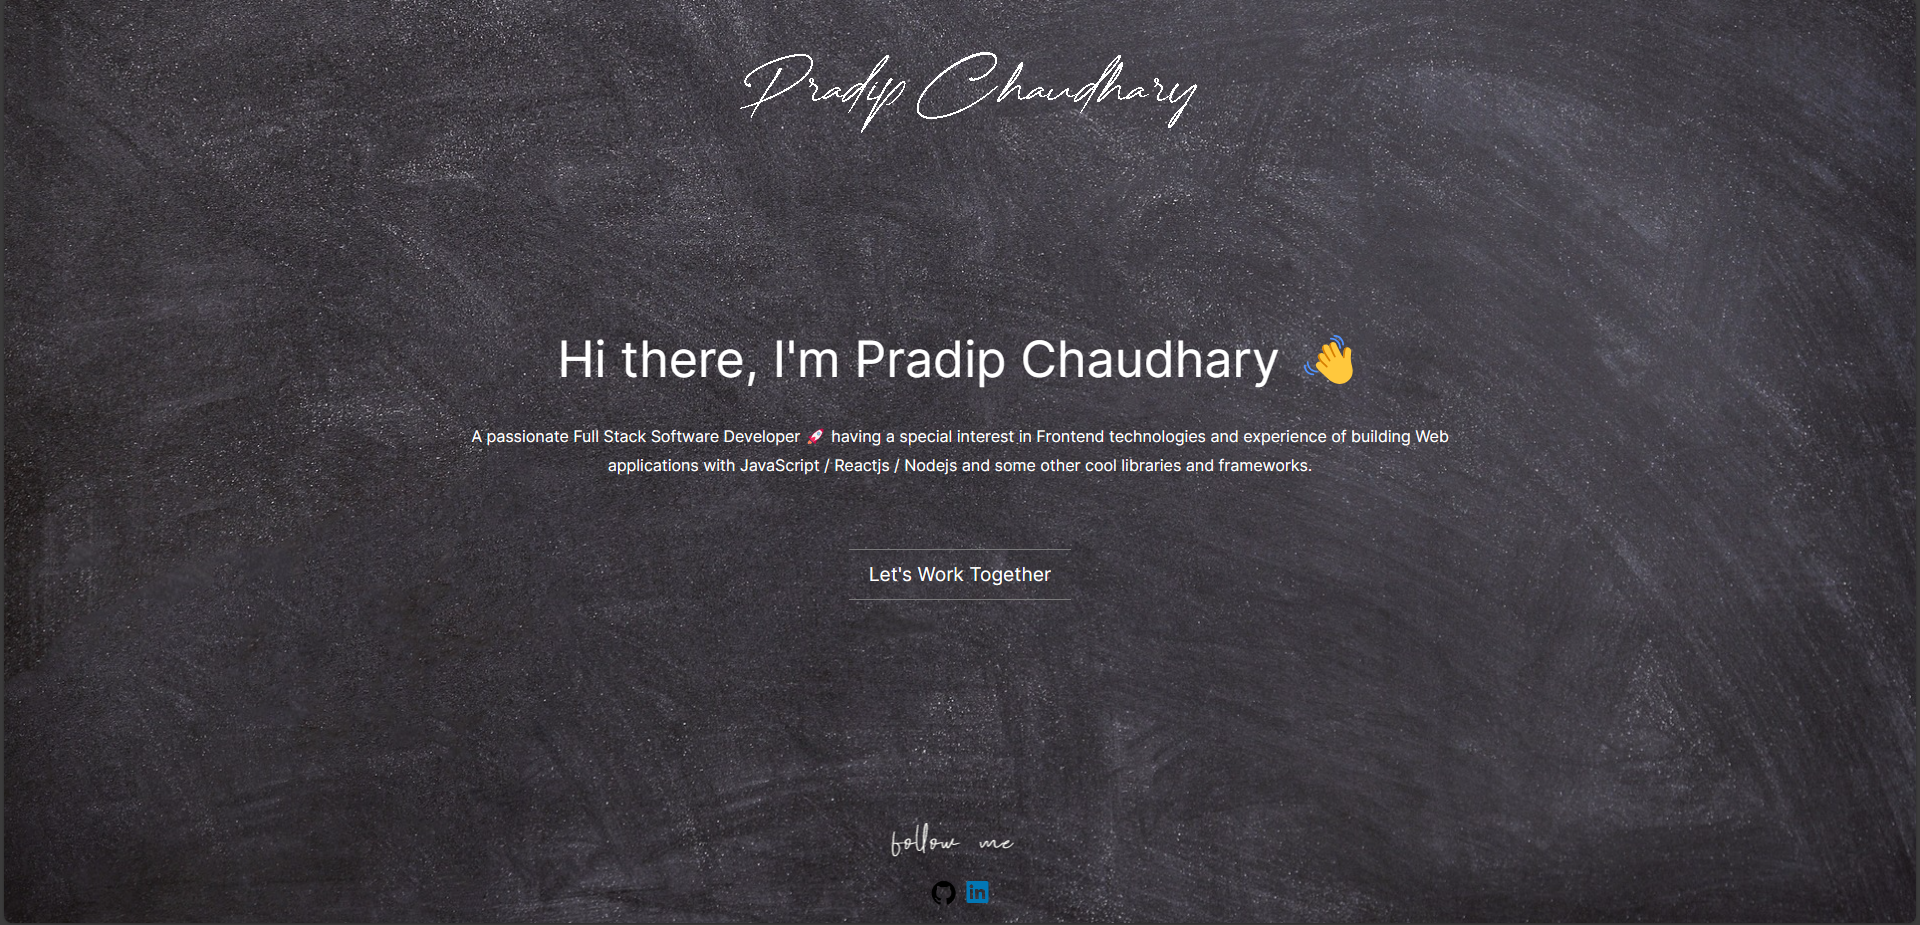 Pradip Chaudhary
Hi there, I'm Pradip Chaudhary 👋
A passionate Full Stack Software Developer 🚀 having a special interest in Frontend technologies and experience of building Web
applications with JavaScript / Reactjs / Nodejs and some other cool libraries and frameworks.
Let's Work Together
follow me
in